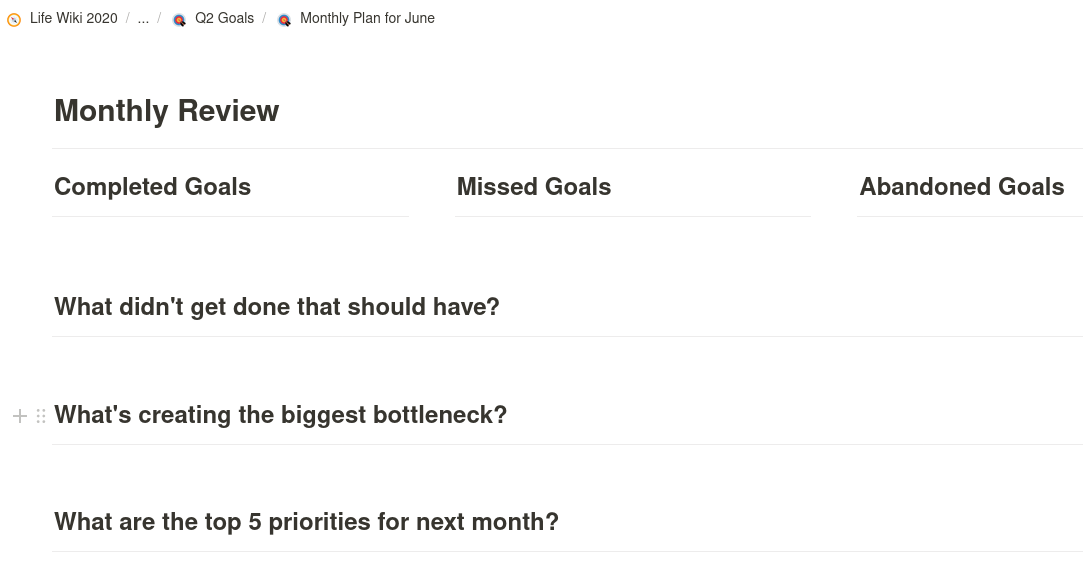 Life Wiki 2020 / ... / Q2 Goals / Monthly Plan for June
Monthly Review
Completed Goals Missed Goals Abandoned Goals
What didn't get done that should have?
What's creating the biggest bottleneck?
What are the top 5 priorities for next month?